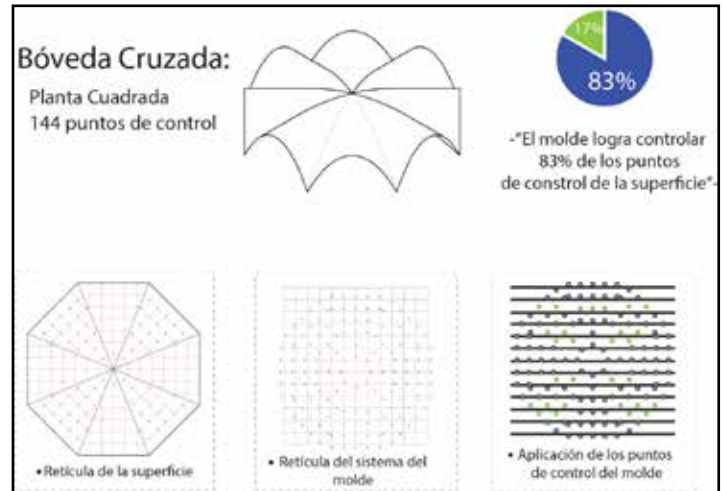 Bóveda Cruzada:
Planta Cuadrada
144 puntos de control
17%
83%
-"El molde logra controlar
83% de los puntos
de constrol de la superficie"-
•Retícula de la superficie
• Retícula del sistema del
molde
• Aplicación de los puntos
de control del molde